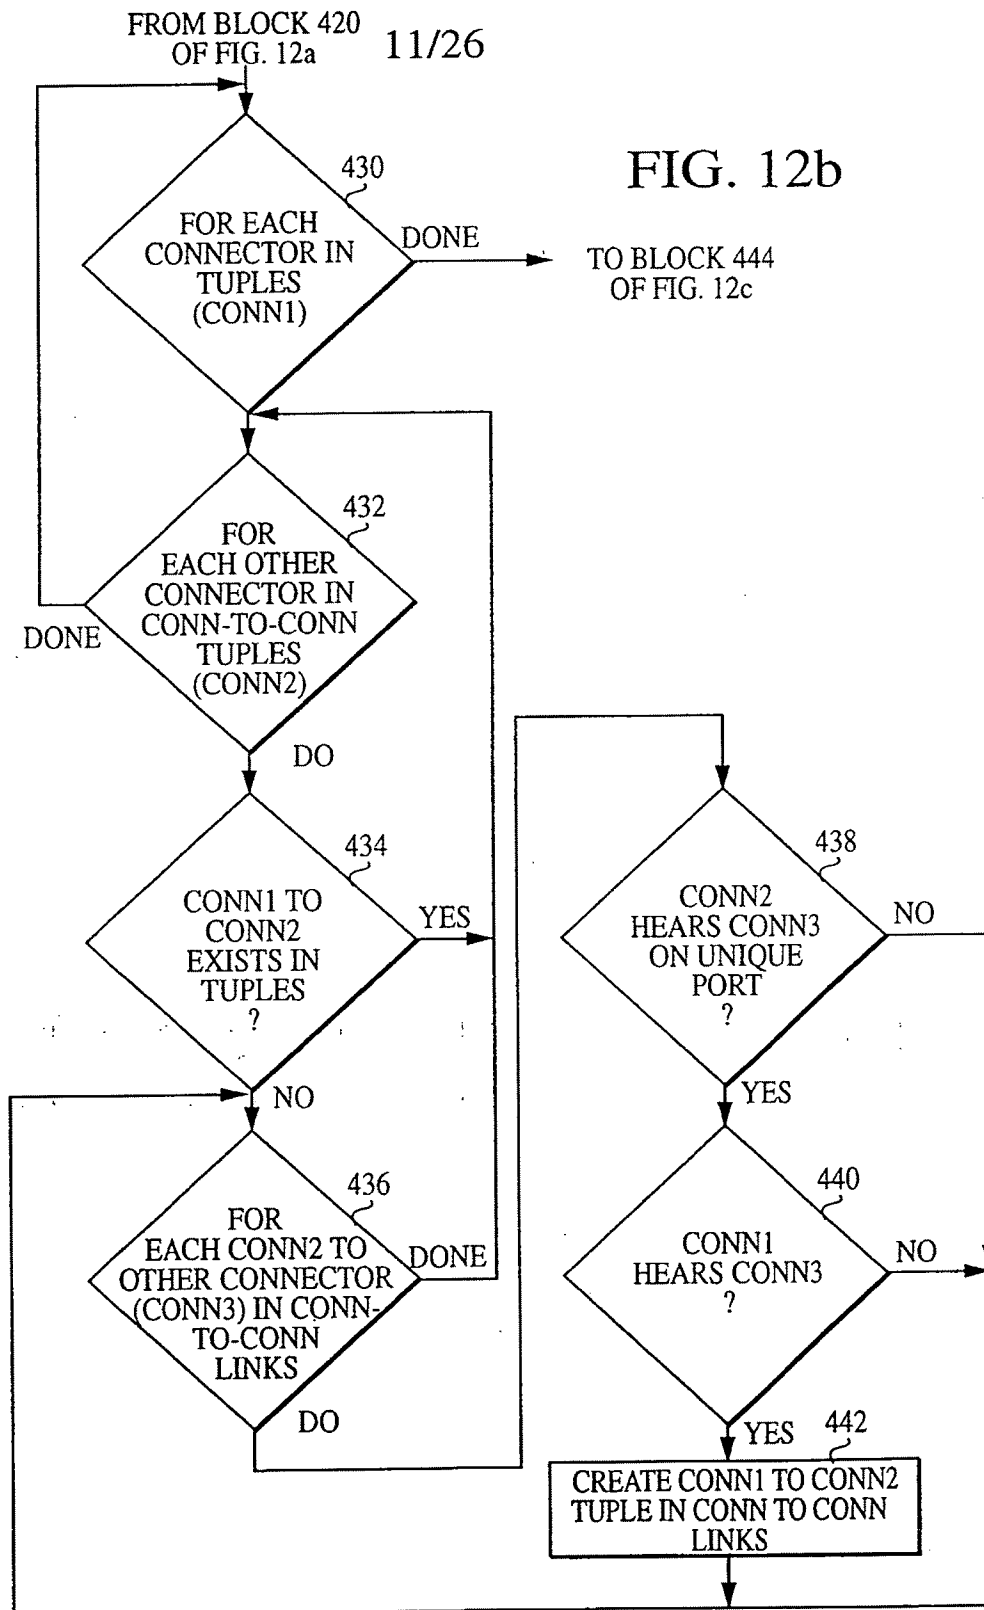 FROM BLOCK 420
OF FIG. 12a
11/26
FIG. 12b
430
FOR EACH
CONNECTOR IN
TUPLES
(CONN1)
DONE
TO BLOCK 444
OF FIG. 12c
432
FOR
EACH OTHER
CONNECTOR IN
CONN-TO-CONN
TUPLES
(CONN2)
DONE
DO
434
CONN1 TO
CONN2
EXISTS IN
TUPLES
?
YES
NO
436
FOR
EACH CONN2 TO
OTHER CONNECTOR
(CONN3) IN CONN-
TO-CONN
LINKS
DONE
DO
438
CONN2
HEARS CONN3
ON UNIQUE
PORT
?
NO
YES
440
CONN1
HEARS CONN3
?
NO
YES
442
CREATE CONN1 TO CONN2
TUPLE IN CONN TO CONN
LINKS